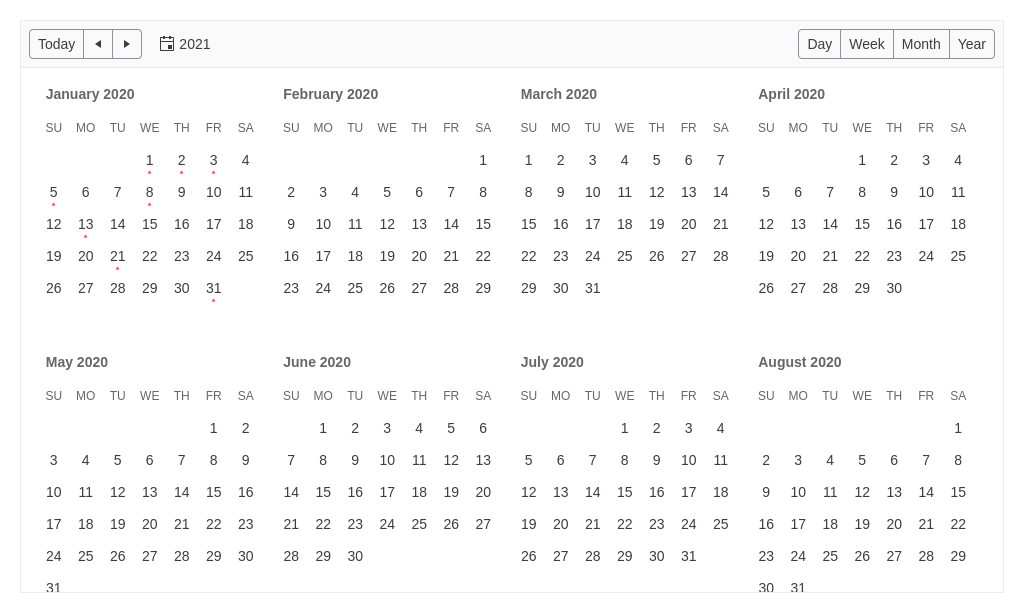 Today 2021 Day Week Month Year
January 2020 February 2020 March 2020 April 2020
SU MO TU WE TH FR SA SU MO TU WE TH FR SA SU MO TU WE TH FR SA SU MO TU WE TH FR SA
1 2 3 4 1 1 2 3 4 5 6 7 1 2 3 4
5 6 7 8 9 10 11 2 3 4 5 6 7 8 8 9 10 11 12 13 14 5 6 7 8 9 10 11
12 13 14 15 16 17 18 9 10 11 12 13 14 15 15 16 17 18 19 20 21 12 13 14 15 16 17 18
19 20 21 22 23 24 25 16 17 18 19 20 21 22 22 23 24 25 26 27 28 19 20 21 22 23 24 25
26 27 28 29 30 31 23 24 25 26 27 28 29 29 30 31 26 27 28 29 30
May 2020 June 2020 July 2020 August 2020
SU MO TU WE TH FR SA SU MO TU WE TH FR SA SU MO TU WE TH FR SA SU MO TU WE TH FR SA
1 2 1 2 3 4 5 6 1 2 3 4 1
3 4 5 6 7 8 9 7 8 9 10 11 12 13 5 6 7 8 9 10 11 2 3 4 5 6 7 8
10 11 12 13 14 15 16 14 15 16 17 18 19 20 12 13 14 15 16 17 18 9 10 11 12 13 14 15
17 18 19 20 21 22 23 21 22 23 24 25 26 27 19 20 21 22 23 24 25 16 17 18 19 20 21 22
24 25 26 27 28 29 30 28 29 30 26 27 28 29 30 31 23 24 25 26 27 28 29
31 30 31